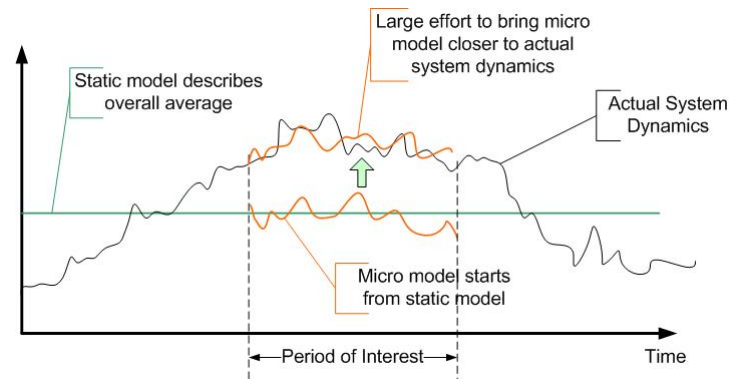 Large effort to bring micro
model closer to actual
system dynamics
Static model describes
overall average
Actual System
Dynamics
Micro model starts
from static model
Period of Interest
Time